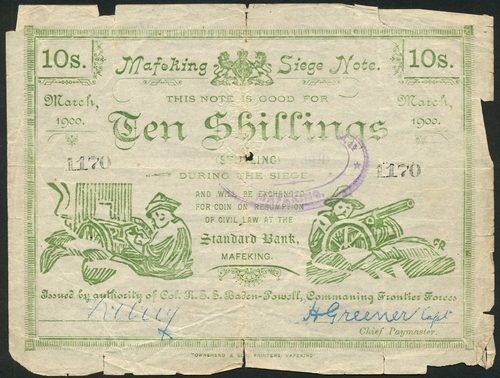 10s. Mafeking Siege Note. 10s.
March, 1900. THIS NOTE IS GOOD FOR March, 1900.
Ten Shillings
(STERLING)
1170 DURING THE SIEGE 1170
AND WILL BE EXCHANGED
FOR COIN ON RESUMPTION
OF CIVIL LAW AT THE
Standard Bank,
MAFEKING.
Issued by authority of Col. R. S. S. Baden-Powell, Commaning Frontier Forces
HGreener Capt
Chief Paymaster.
TOWNSHEND & SON, PRINTERS, MAFEKING